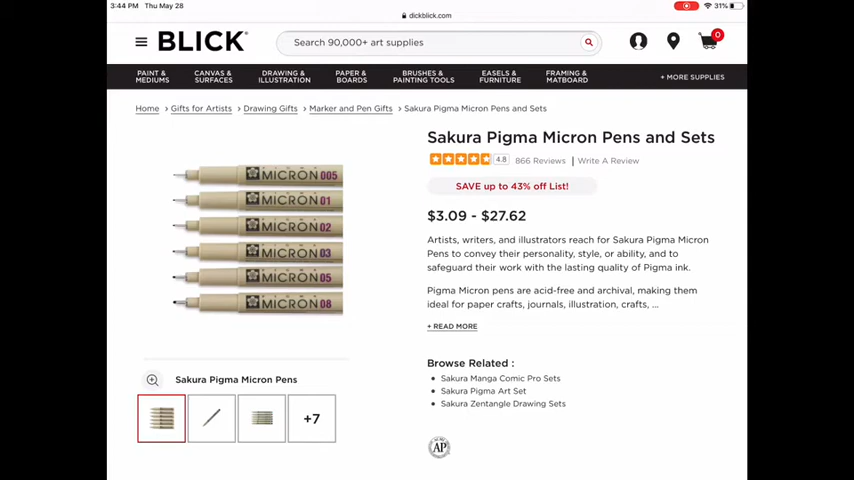 3:44 PM Thu May 28
31%
dickblick.com
BLICK
Search 90,000+ art supplies
0
PAINT & MEDIUMS
CANVAS & SURFACES
DRAWING & ILLUSTRATION
PAPER & BOARDS
BRUSHES & PAINTING TOOLS
EASELS & FURNITURE
FRAMING & MATBOARD
+ MORE SUPPLIES
Home > Gifts for Artists > Drawing Gifts > Marker and Pen Gifts > Sakura Pigma Micron Pens and Sets
MICRON 005
MICRON 01
MICRON 02
MICRON 03
MICRON 05
MICRON 08
Sakura Pigma Micron Pens
+7
Sakura Pigma Micron Pens and Sets
4.8 866 Reviews | Write A Review
SAVE up to 43% off List!
$3.09 - $27.62
Artists, writers, and illustrators reach for Sakura Pigma Micron
Pens to convey their personality, style, or ability, and to
safeguard their work with the lasting quality of Pigma ink.
Pigma Micron pens are acid-free and archival, making them
ideal for paper crafts, journals, illustration, crafts, ...
+ READ MORE
Browse Related :
Sakura Manga Comic Pro Sets
Sakura Pigma Art Set
Sakura Zentangle Drawing Sets
AP